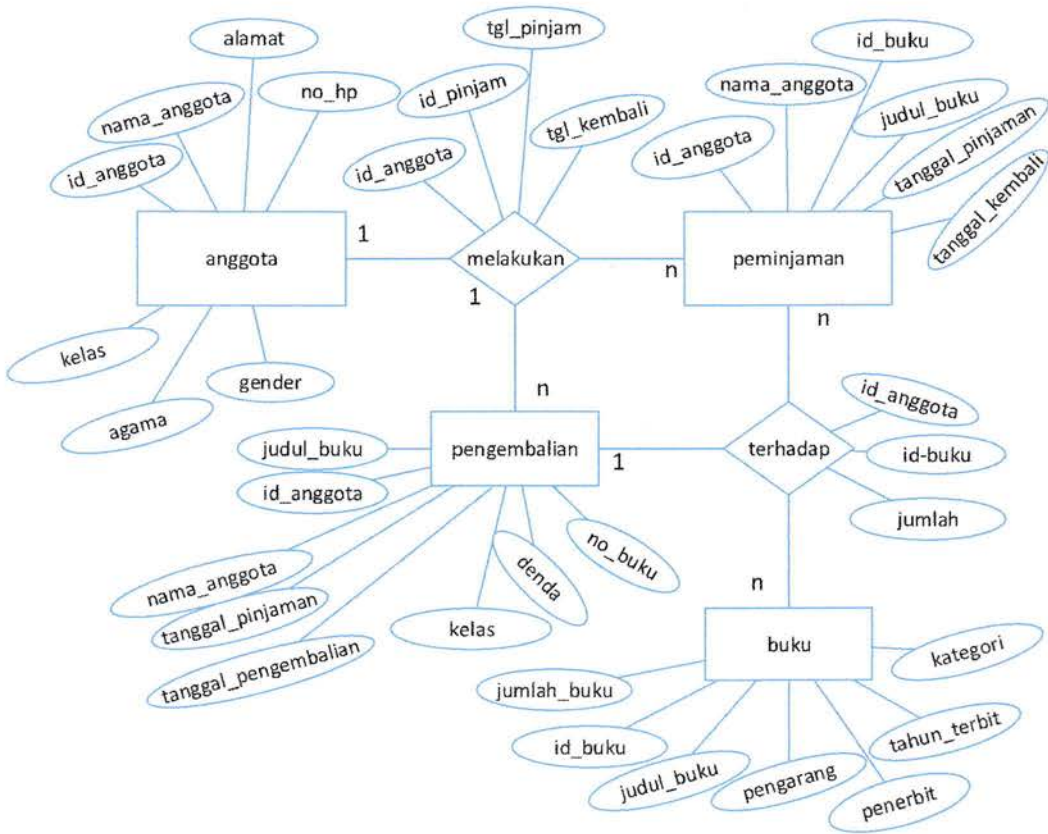 alamat
nama_anggota
no_hp
id_anggota
anggota
kelas
agama
gender
tgl_pinjam
id_pinjam
tgl_kembali
id_anggota
1
melakukan
n
1
n
id_buku
nama_anggota
judul_buku
id_anggota
tanggal_pinjaman
tanggal_kembali
peminjaman
n
judul_buku
pengembalian
1
id_anggota
nama_anggota
tanggal_pinjaman
tanggal_pengembalian
kelas
denda
no_buku
terhadap
id_anggota
id-buku
jumlah
n
buku
kategori
jumlah_buku
id_buku
judul_buku
pengarang
penerbit
tahun_terbit